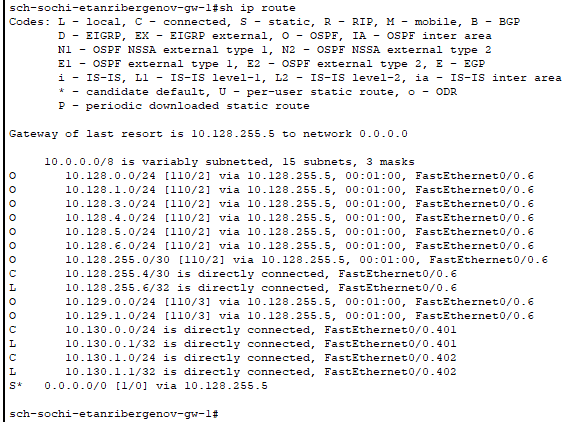 sch-sochi-etanribergenov-gw-1#sh ip route
Codes: L - local, C - connected, S - static, R - RIP, M - mobile, B - BGP
       D - EIGRP, EX - EIGRP external, O - OSPF, IA - OSPF inter area
       N1 - OSPF NSSA external type 1, N2 - OSPF NSSA external type 2
       E1 - OSPF external type 1, E2 - OSPF external type 2, E - EGP
       i - IS-IS, L1 - IS-IS level-1, L2 - IS-IS level-2, ia - IS-IS inter area
       * - candidate default, U - per-user static route, o - ODR
       P - periodic downloaded static route
Gateway of last resort is 10.128.255.5 to network 0.0.0.0
     10.0.0.0/8 is variably subnetted, 15 subnets, 3 masks
O       10.128.0.0/24 [110/2] via 10.128.255.5, 00:01:00, FastEthernet0/0.6
O       10.128.1.0/24 [110/2] via 10.128.255.5, 00:01:00, FastEthernet0/0.6
O       10.128.3.0/24 [110/2] via 10.128.255.5, 00:01:00, FastEthernet0/0.6
O       10.128.4.0/24 [110/2] via 10.128.255.5, 00:01:00, FastEthernet0/0.6
O       10.128.5.0/24 [110/2] via 10.128.255.5, 00:01:00, FastEthernet0/0.6
O       10.128.6.0/24 [110/2] via 10.128.255.5, 00:01:00, FastEthernet0/0.6
O       10.128.255.0/30 [110/2] via 10.128.255.5, 00:01:00, FastEthernet0/0.6
C       10.128.255.4/30 is directly connected, FastEthernet0/0.6
L       10.128.255.6/32 is directly connected, FastEthernet0/0.6
O       10.129.0.0/24 [110/3] via 10.128.255.5, 00:01:00, FastEthernet0/0.6
O       10.129.1.0/24 [110/3] via 10.128.255.5, 00:01:00, FastEthernet0/0.6
C       10.130.0.0/24 is directly connected, FastEthernet0/0.401
L       10.130.0.1/32 is directly connected, FastEthernet0/0.401
C       10.130.1.0/24 is directly connected, FastEthernet0/0.402
L       10.130.1.1/32 is directly connected, FastEthernet0/0.402
S*   0.0.0.0/0 [1/0] via 10.128.255.5
sch-sochi-etanribergenov-gw-1#